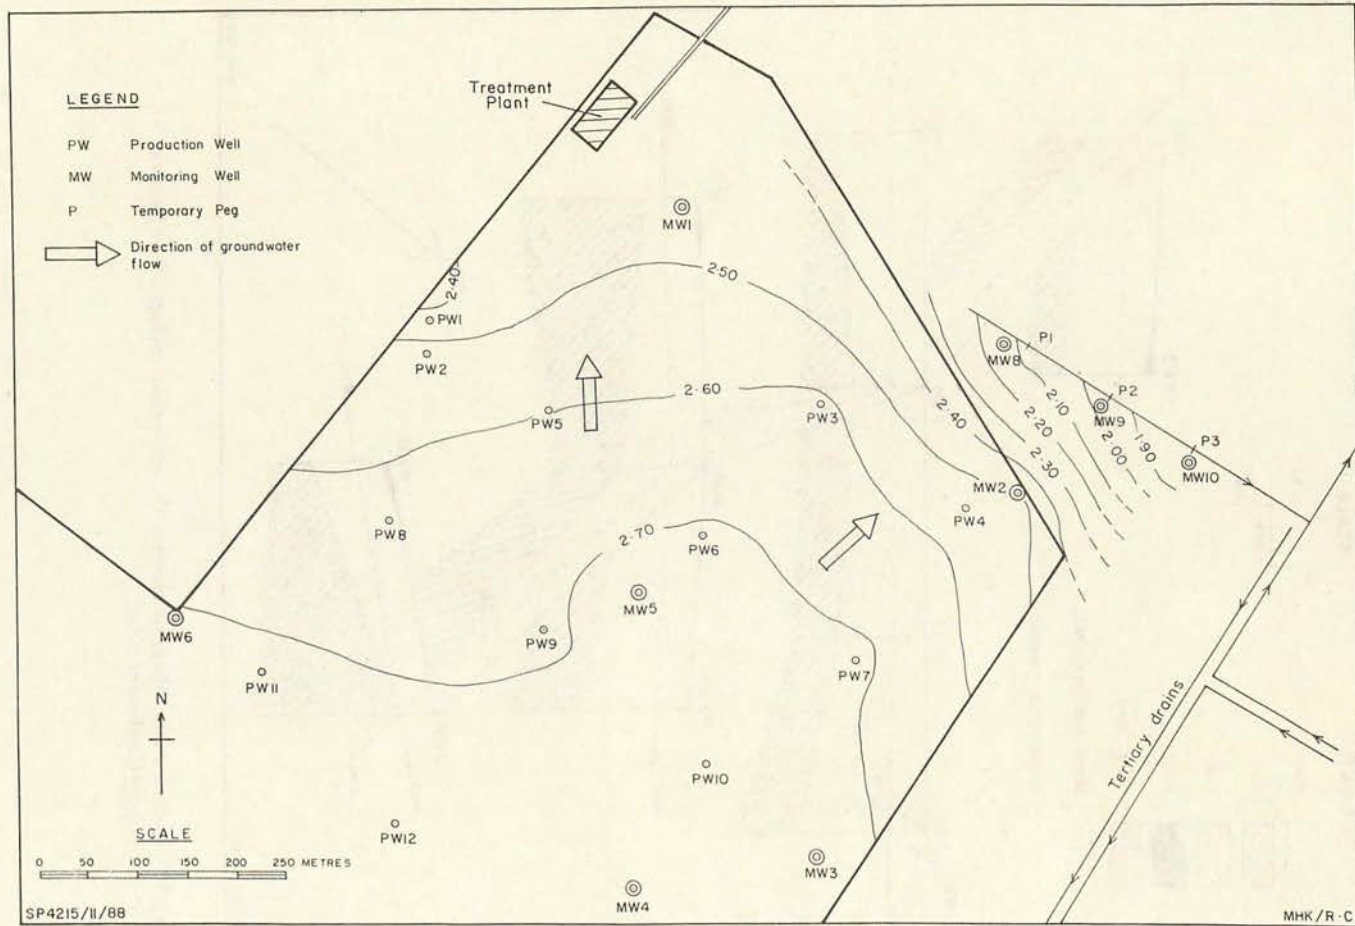 LEGEND
PW Production Well
MW Monitoring Well
P Temporary Peg
Direction of groundwater
flow
Treatment
Plant
MW1
2·50
2·40
PW1
PW2
2·60
PW5
PW3
2·40
MW8
P1
2·10
2·20
2·30
P2
MW9
2·00
1·90
P3
MW10
MW2
PW4
PW8
2·70
PW6
MW5
MW6
PW9
PW11
PW7
N
PW10
PW12
MW3
MW4
Tertiary drains
SCALE
0 50 100 150 200 250 METRES
SP4215/11/88
MHK/R·C